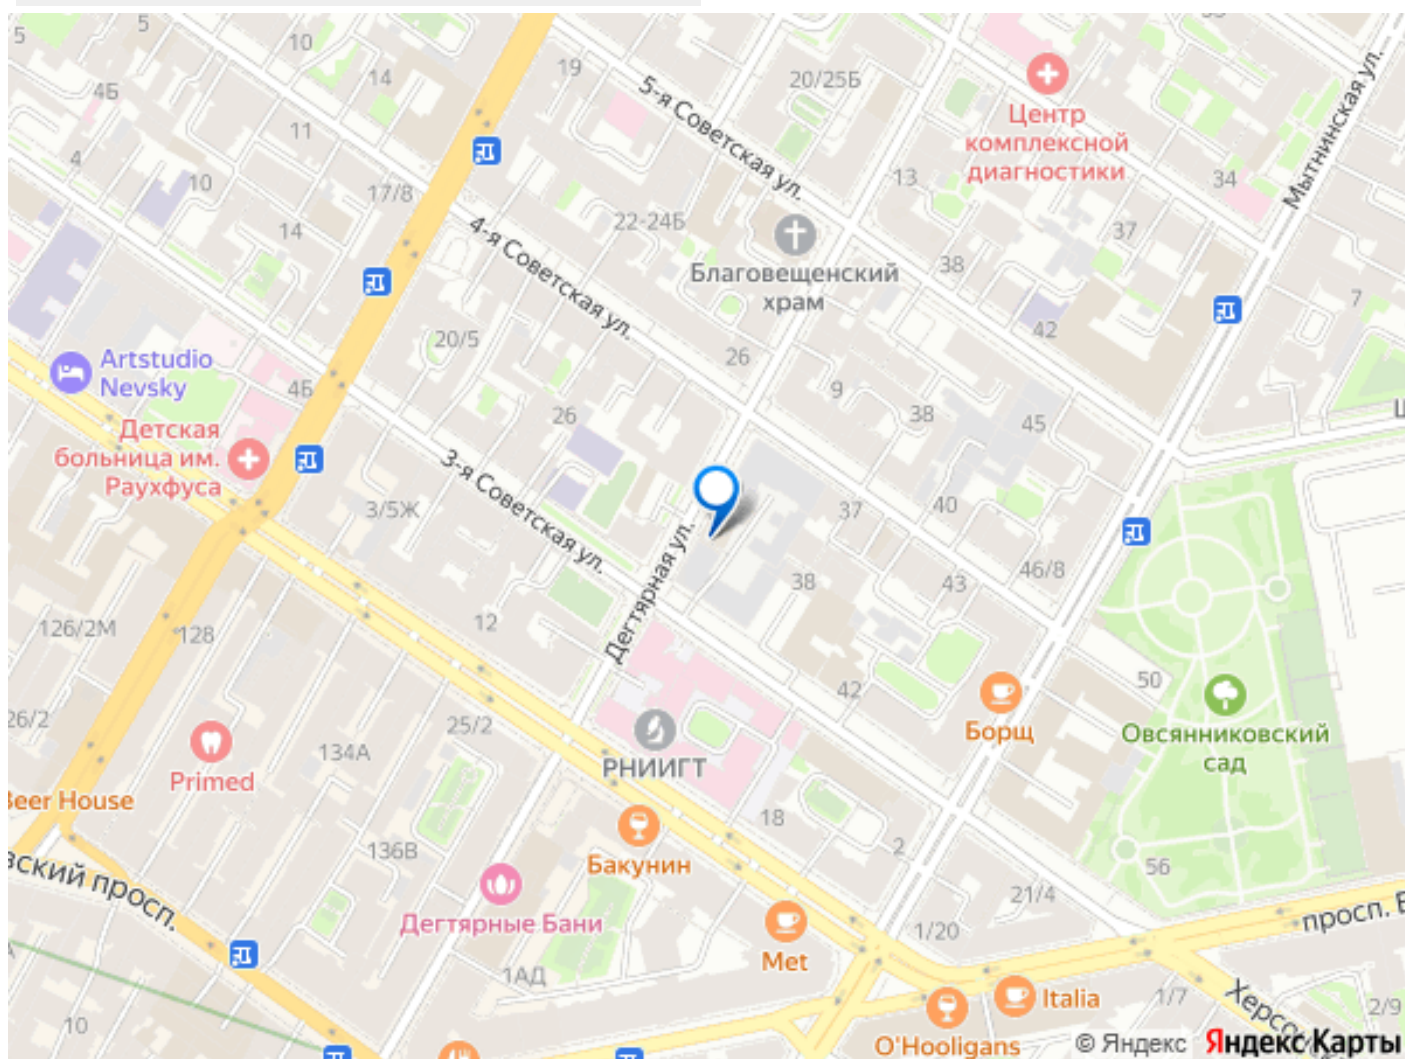 5
5
10
14
4Б
11
4
10
17/8
14
19
5-я Советская ул.
20/25Б
Центр
комплексной
диагностики
Мытнинская ул.
13
34
37
22-24Б
4-я Советская ул.
Благовещенский
храм
38
42
7
20/5
26
Artstudio
Nevsky
4Б
26
9
38
45
Детская
больница им.
Раухфуса
3-я Советская ул.
3/5Ж
37
40
Дегтярная ул.
38
43
46/8
126/2М
128
12
42
50
Борщ
Овсянниковский
сад
26/2
25/2
134А
Primed
РНИИГТ
Beer House
18
2
136В
Бакунин
56
вский просп.
Дегтярные Бани
21/4
просп. Б
1/20
Met
1АД
Italia
1/7
2/9
10
O'Hooligans
Херсо
© Яндекс Яндекс Карты